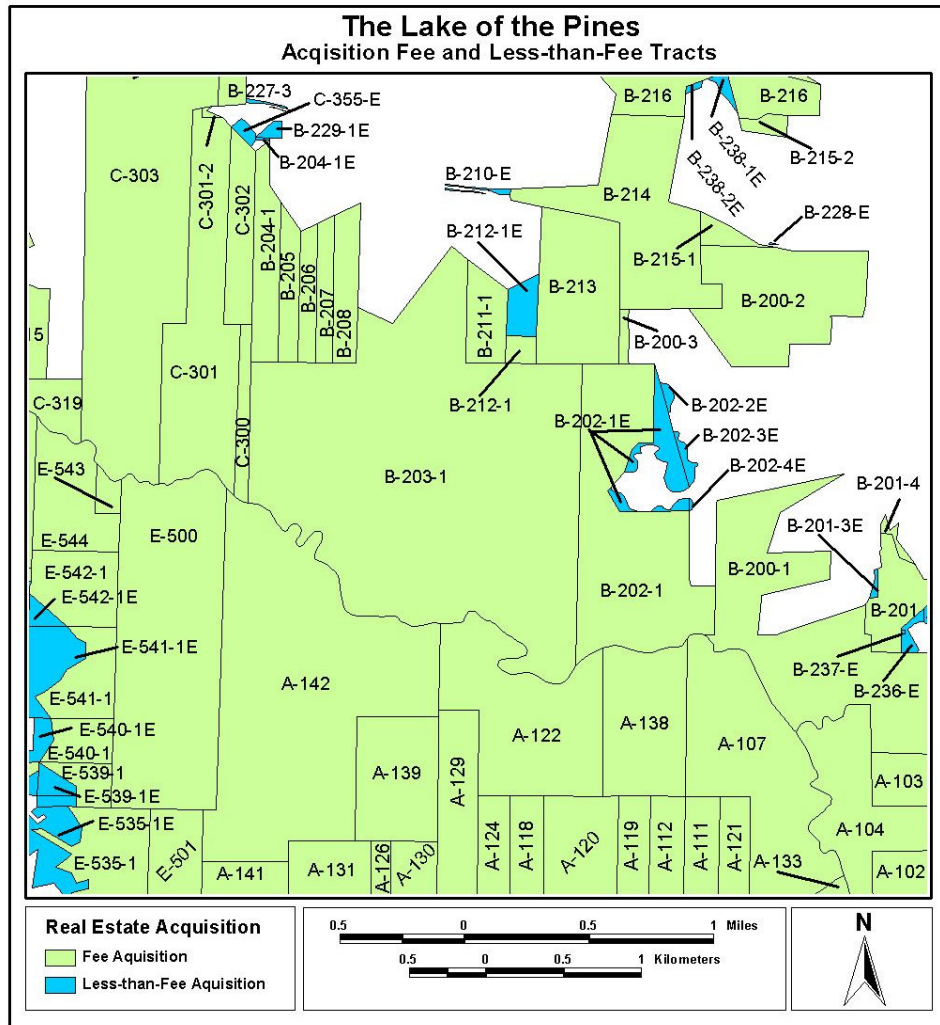 The Lake of the Pines
Acqisition Fee and Less-than-Fee Tracts
B-227-3
C-355-E
B-229-1E
B-204-1E
B-216
B-216
B-215-2
B-238-1E
B-238-2E
C-303
C-301-2
C-302
B-204-1
B-205
B-206
B-207
B-208
B-210-E
B-214
B-228-E
B-212-1E
B-213
B-215-1
B-200-2
B-211-1
B-200-3
15
C-301
C-319
C-300
B-212-1
B-202-2E
B-202-1E
B-202-3E
B-203-1
B-202-4E
E-543
B-201-4
E-500
E-544
B-201-3E
E-542-1
B-200-1
B-202-1
E-542-1E
B-201
E-541-1E
B-237-E
B-236-E
A-142
E-541-1
A-122
A-138
A-107
E-540-1E
E-540-1
A-139
A-129
E-539-1
A-103
E-539-1E
E-535-1E
A-104
E-535-1
E-501
A-141
A-131
A-126
A-130
A-124
A-118
A-120
A-119
A-112
A-111
A-121
A-133
A-102
Real Estate Acquisition
Fee Aquisition
Less-than-Fee Aquisition
0.5 0 0.5 1 Miles
0.5 0 0.5 1 Kilometers
N